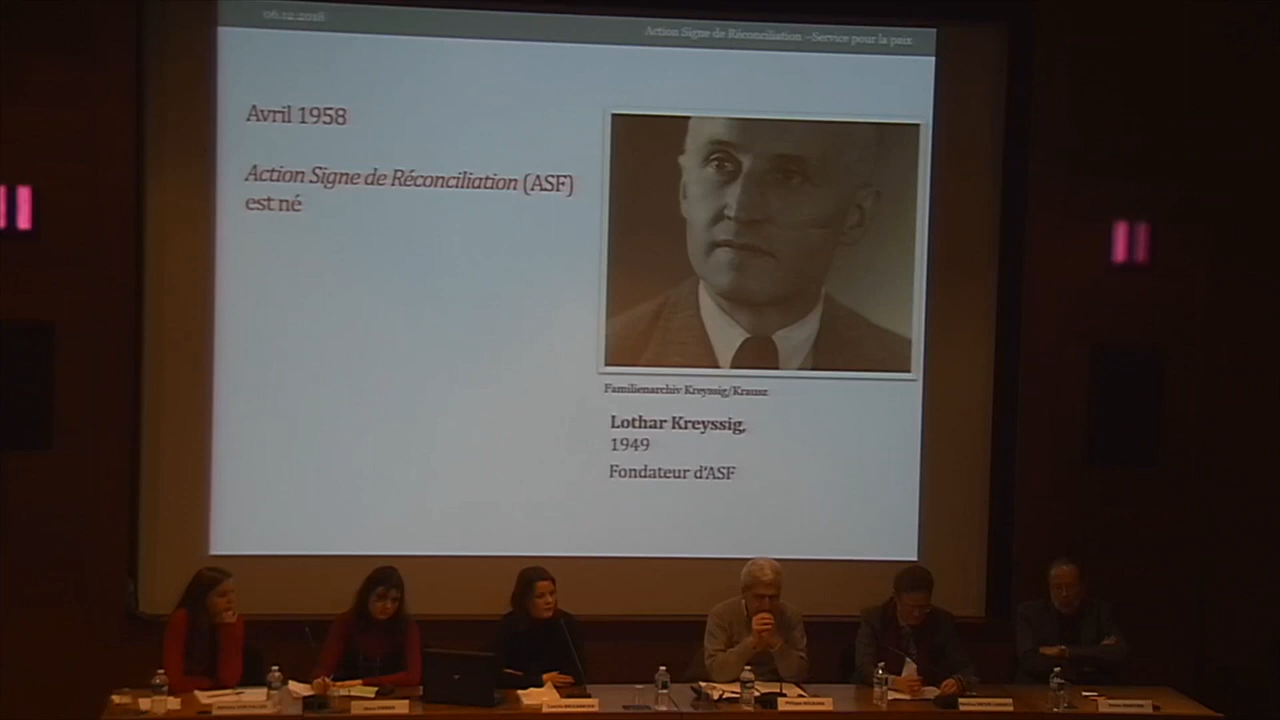 06.12.2018
Action Signe de Réconciliation –Service pour la paix
Avril 1958
Action Signe de Réconciliation (ASF)
est né
Familienarchiv Kreyssig/Krausz
Lothar Kreyssig,
1949
Fondateur d'ASF